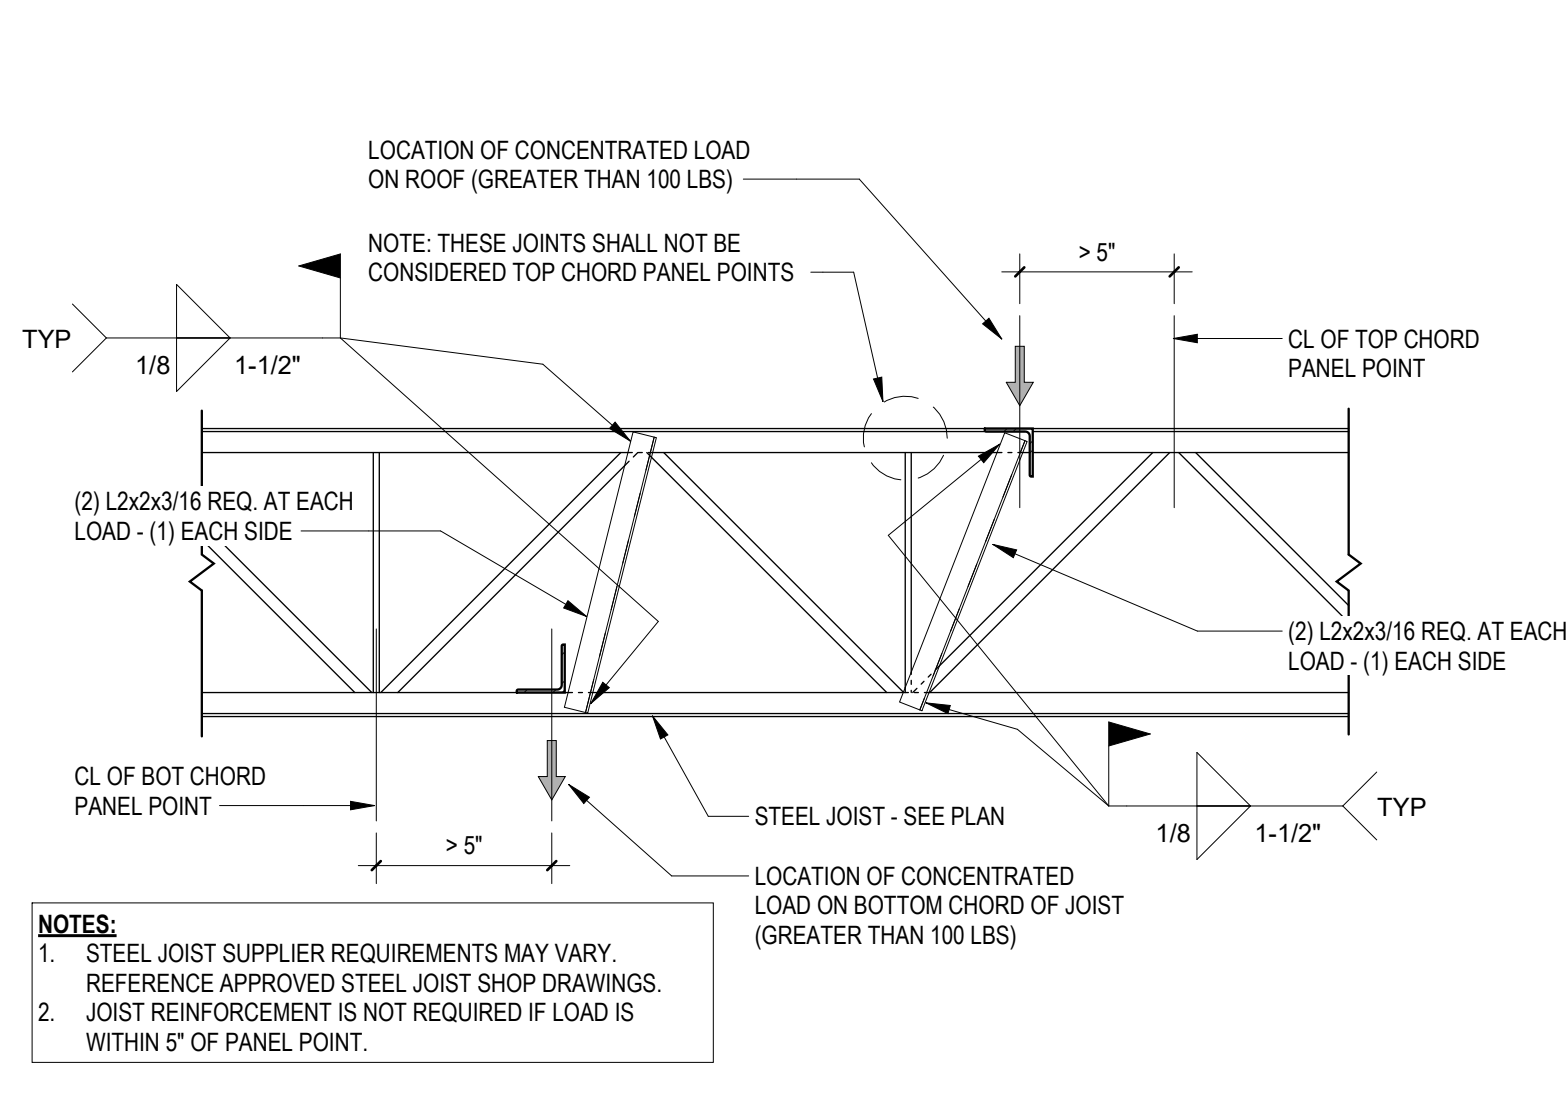 LOCATION OF CONCENTRATED LOAD
ON ROOF (GREATER THAN 100 LBS)
NOTE: THESE JOINTS SHALL NOT BE
CONSIDERED TOP CHORD PANEL POINTS
> 5"
TYP
1/8
1-1/2"
CL OF TOP CHORD
PANEL POINT
(2) L2x2x3/16 REQ. AT EACH
LOAD - (1) EACH SIDE
(2) L2x2x3/16 REQ. AT EACH
LOAD - (1) EACH SIDE
CL OF BOT CHORD
PANEL POINT
> 5"
STEEL JOIST - SEE PLAN
1/8
1-1/2"
TYP
LOCATION OF CONCENTRATED
LOAD ON BOTTOM CHORD OF JOIST
(GREATER THAN 100 LBS)
NOTES:
1. STEEL JOIST SUPPLIER REQUIREMENTS MAY VARY.
REFERENCE APPROVED STEEL JOIST SHOP DRAWINGS.
2. JOIST REINFORCEMENT IS NOT REQUIRED IF LOAD IS
WITHIN 5" OF PANEL POINT.